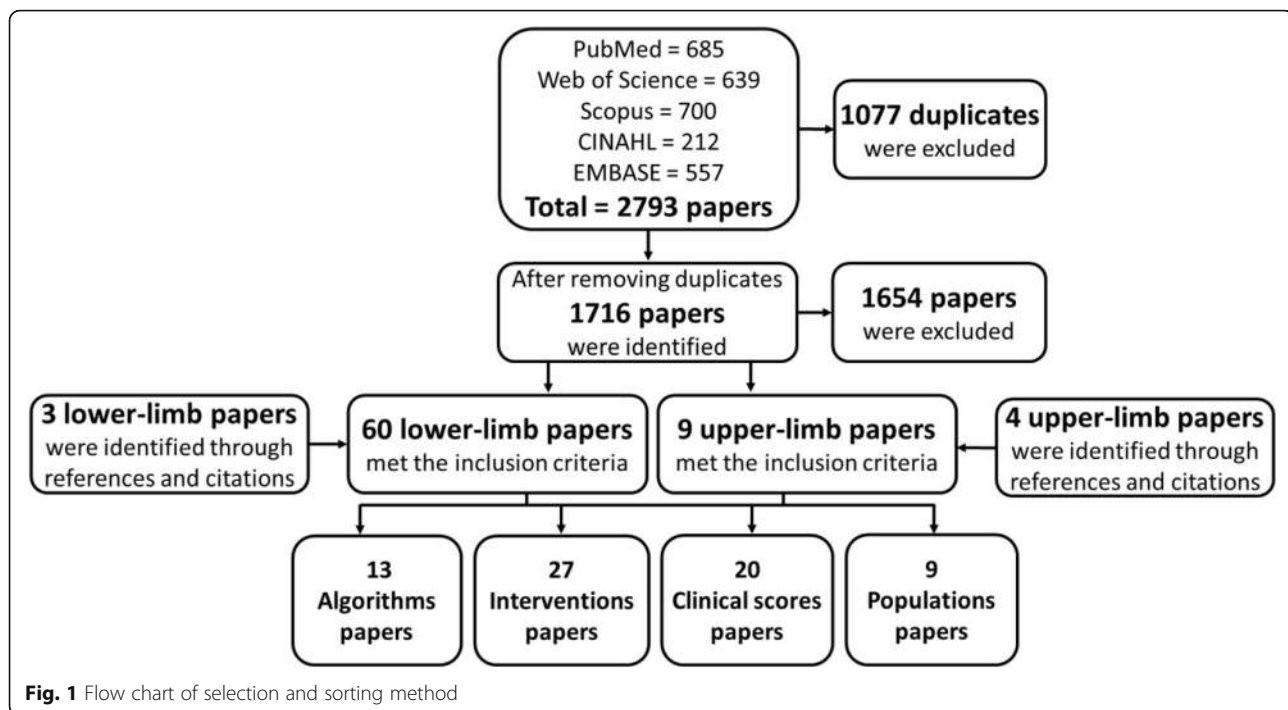 PubMed = 685
Web of Science = 639
Scopus = 700
CINAHL = 212
EMBASE = 557
Total = 2793 papers
1077 duplicates
were excluded
After removing duplicates
1716 papers
were identified
1654 papers
were excluded
3 lower-limb papers
were identified through
references and citations
60 lower-limb papers
met the inclusion criteria
9 upper-limb papers
met the inclusion criteria
4 upper-limb papers
were identified through
references and citations
13
Algorithms
papers
27
Interventions
papers
20
Clinical scores
papers
9
Populations
papers
Fig. 1 Flow chart of selection and sorting method